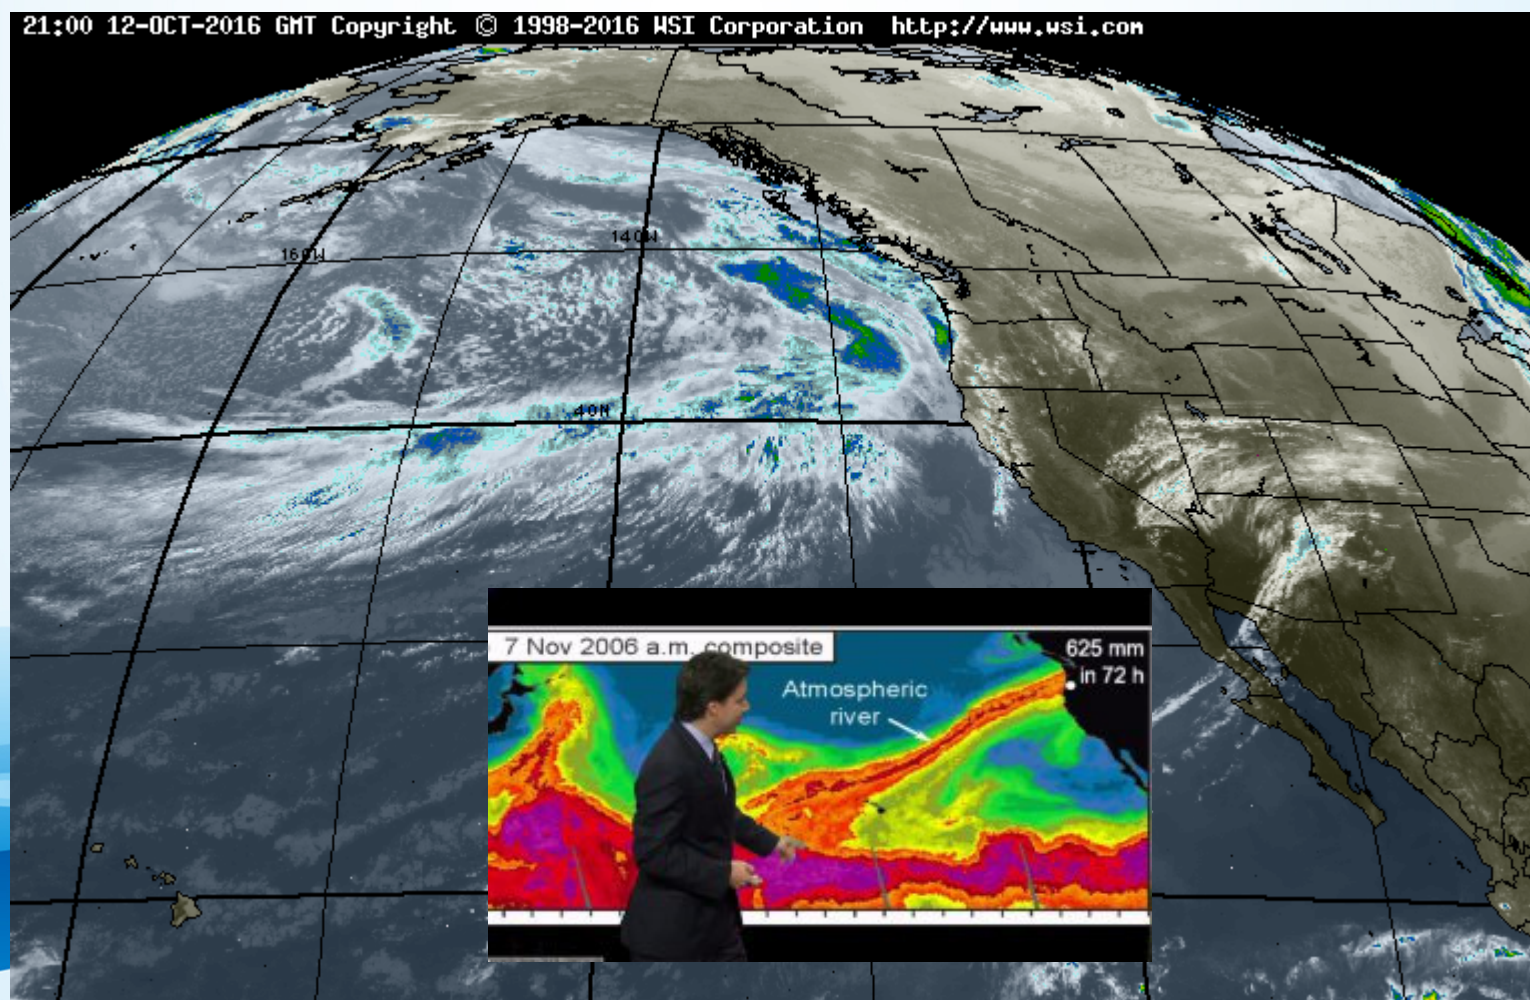 21:00 12-OCT-2016 GMT Copyright © 1998-2016 WSI Corporation http://www.wsi.com
140W
160W
40N
7 Nov 2006 a.m. composite
625 mm
in 72 h
Atmospheric
river